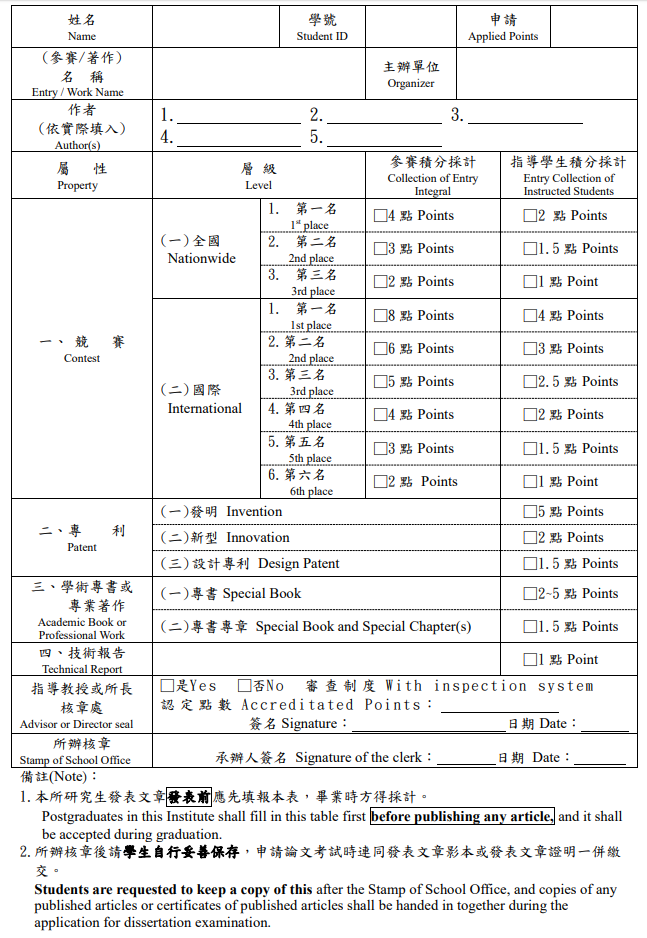 姓名 學號 申請
Name Student ID Applied Points
（參賽/著作）
名 稱 主辦單位
Entry / Work Name Organizer
作者
（依實際填入）
Author(s)
1. 2. 3.
4. 5.
屬 性 層 級 參賽積分採計 指導學生積分採計
Property Level Collection of Entry Integral Entry Collection of Instructed Students
一、競 賽
Contest
(一)全國
Nationwide
1. 第一名 □4 點 Points □2 點 Points
1st place
2. 第二名 □3 點 Points □1.5 點 Points
2nd place
3. 第三名 □2 點 Points □1 點 Point
3rd place
(二)國際
International
1. 第一名 □8 點 Points □4 點 Points
1st place
2.第二名 □6 點 Points □3 點 Points
2nd place
3.第三名 □5 點 Points □2.5 點 Points
3rd place
4.第四名 □4 點 Points □2 點 Points
4th place
5.第五名 □3 點 Points □1.5 點 Points
5th place
6.第六名 □2 點 Points □1 點 Point
6th place
二、專 利
Patent
(一)發明 Invention □5 點 Points
(二)新型 Innovation □2 點 Points
(三)設計專利 Design Patent □1.5 點 Points
三、學術專書或
專業著作
Academic Book or
Professional Work
(一)專書 Special Book □2~5 點 Points
(二)專書專章 Special Book and Special Chapter(s) □1.5 點 Points
四、技術報告
Technical Report □1 點 Point
指導教授或所長
核章處
Advisor or Director seal
□是Yes □否No 審查制度 With inspection system
認定點數 Accreditated Points：
簽名 Signature： 日期 Date：
所辦核章
Stamp of School Office
承辦人簽名 Signature of the clerk： 日期 Date：
備註(Note)：
1.本所研究生發表文章發表前應先填報本表，畢業時方得採計。
Postgraduates in this Institute shall fill in this table first before publishing any article, and it shall
be accepted during graduation.
2.所辦核章後請學生自行妥善保存，申請論文考試時連同發表文章影本或發表文章證明一併繳
交。
Students are requested to keep a copy of this after the Stamp of School Office, and copies of any
published articles or certificates of published articles shall be handed in together during the
application for dissertation examination.